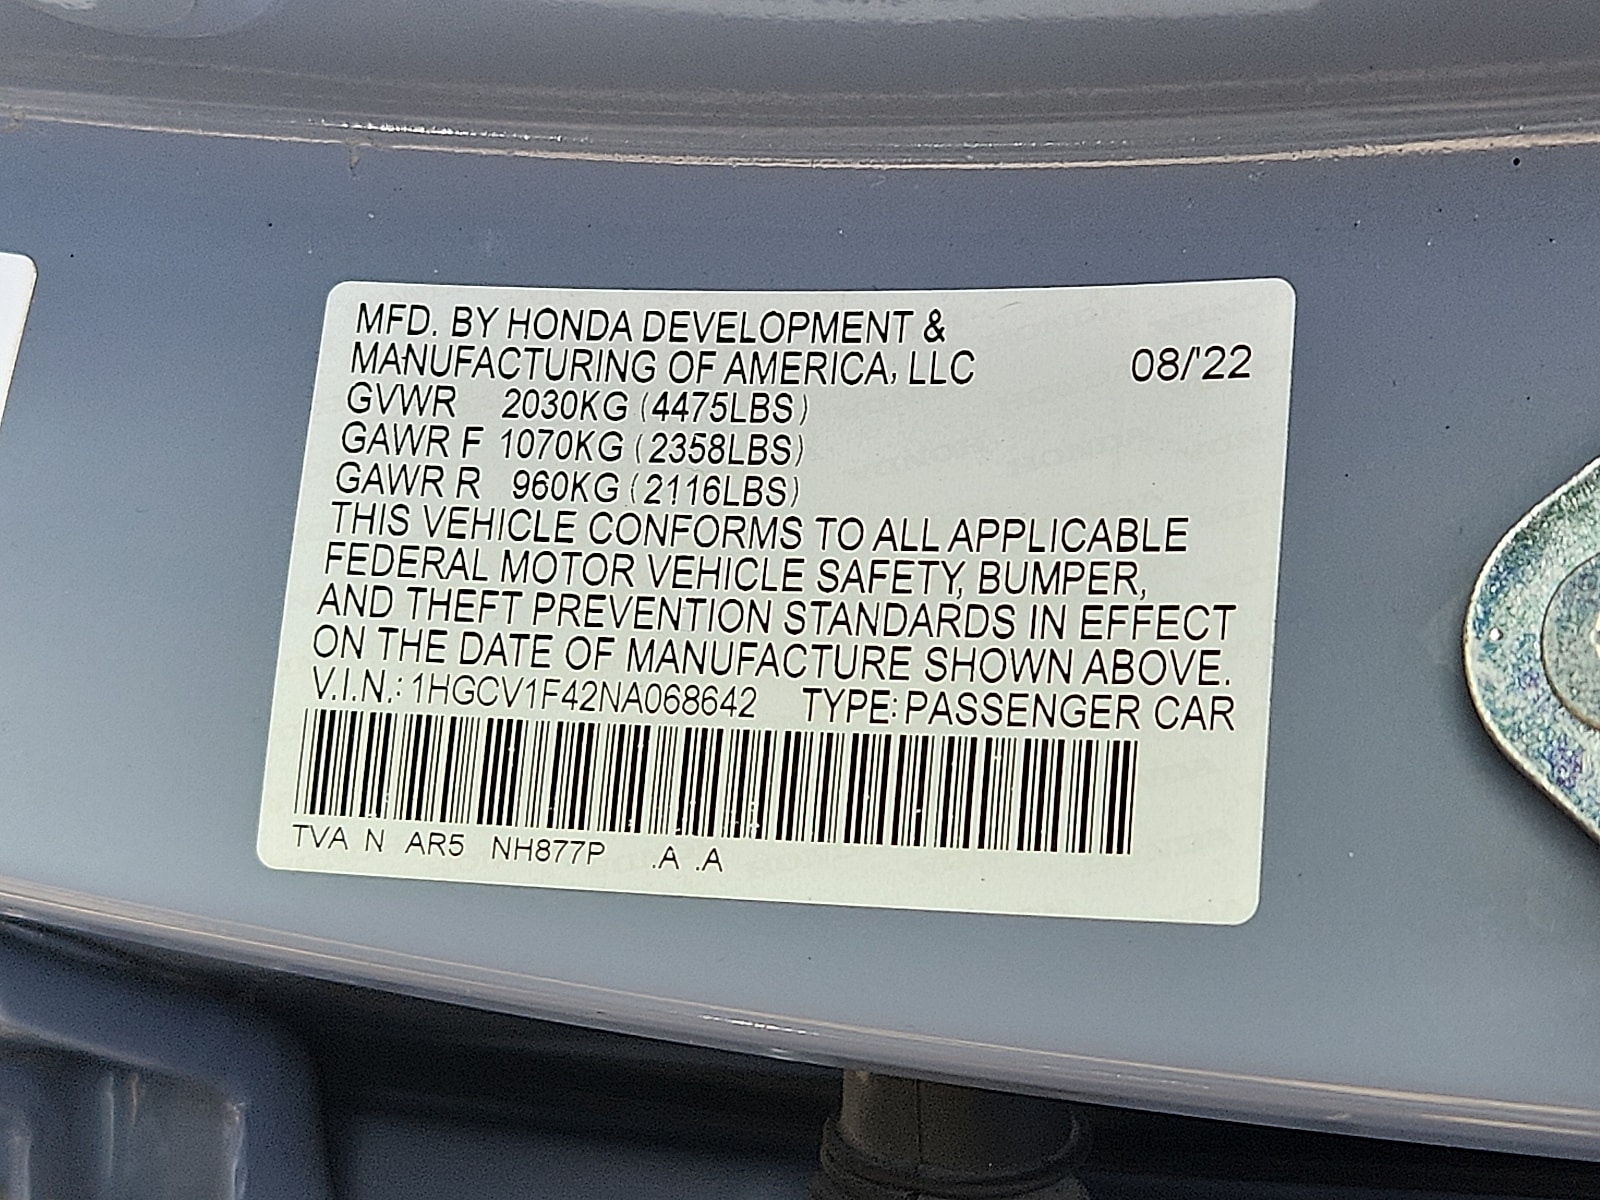 MFD. BY HONDA DEVELOPMENT &
MANUFACTURING OF AMERICA, LLC 08/'22
GVWR 2030KG (4475LBS)
GAWR F 1070KG (2358LBS)
GAWR R 960KG (2116LBS)
THIS VEHICLE CONFORMS TO ALL APPLICABLE
FEDERAL MOTOR VEHICLE SAFETY, BUMPER,
AND THEFT PREVENTION STANDARDS IN EFFECT
ON THE DATE OF MANUFACTURE SHOWN ABOVE.
V.I.N.: 1HGCV1F42NA068642 TYPE: PASSENGER CAR
TVA N AR5 NH877P .A .A